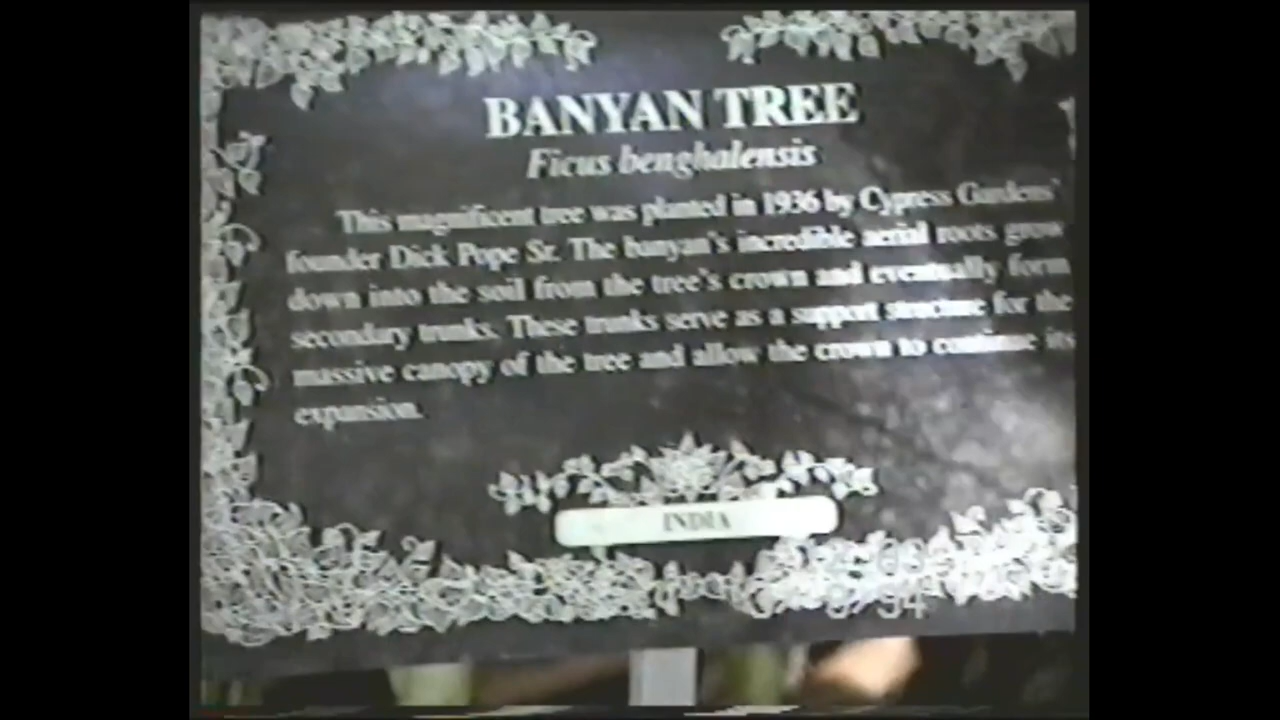 BANYAN TREE
Ficus benghalensis
This magnificent tree was planted in 1936 by Cypress Gardens'
founder Dick Pope Sr. The banyan's incredible aerial roots grow
down into the soil from the tree's crown and eventually form
secondary trunks. These trunks serve as a support structure for the
massive canopy of the tree and allow the crown to continue its
expansion.
INDIA